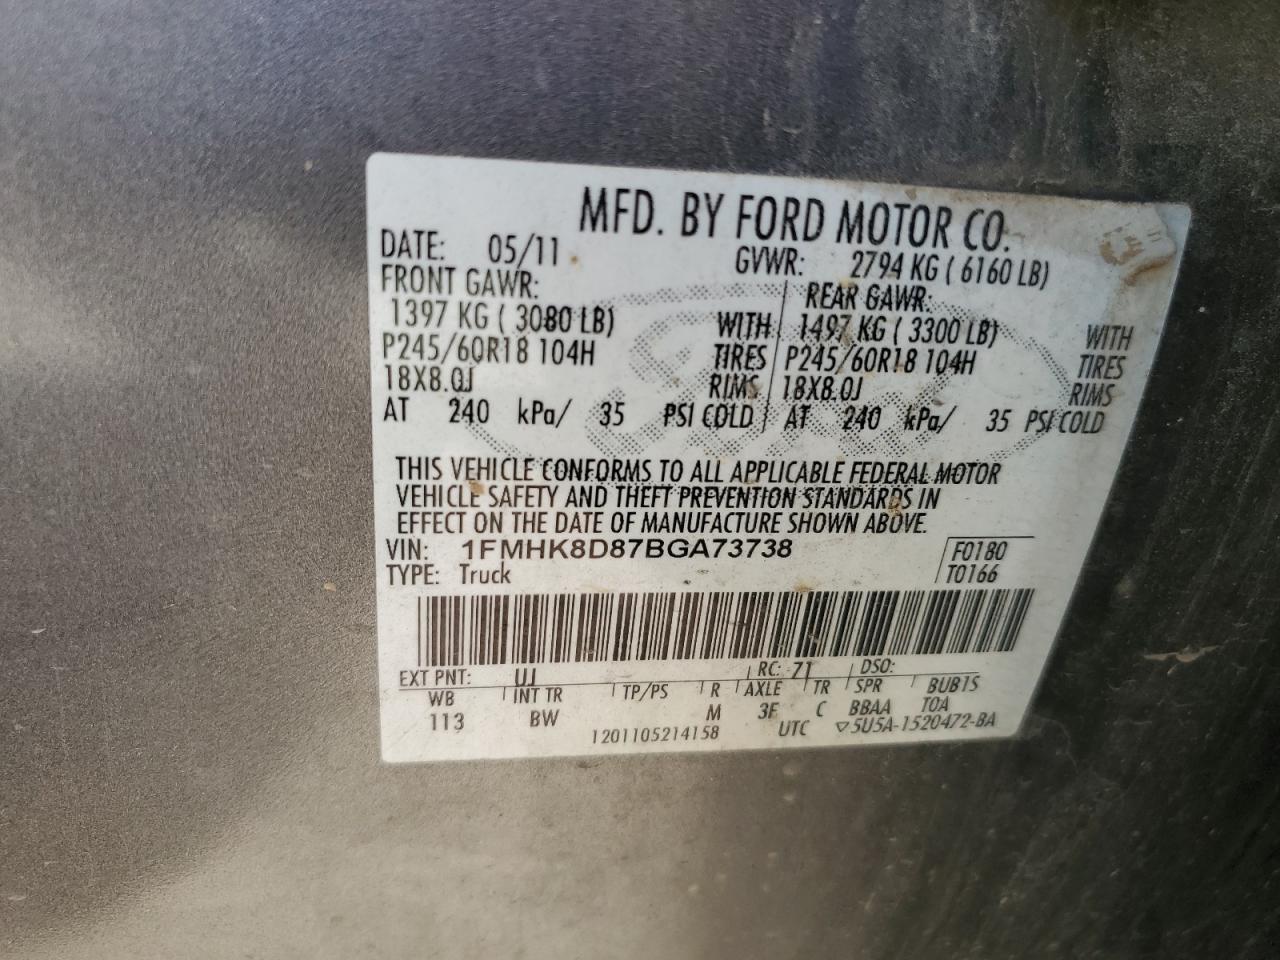 MFD. BY FORD MOTOR CO.
DATE: 05/11 GVWR: 2794 KG ( 6160 LB)
FRONT GAWR: REAR GAWR:
1397 KG ( 3080 LB) WITH 1497 KG ( 3300 LB) WITH
P245/60R18 104H TIRES P245/60R18 104H TIRES
18X8.0J RIMS 18X8.0J RIMS
AT 240 kPa/ 35 PSI COLD AT 240 kPa/ 35 PSI COLD
THIS VEHICLE CONFORMS TO ALL APPLICABLE FEDERAL MOTOR
VEHICLE SAFETY AND THEFT PREVENTION STANDARDS IN
EFFECT ON THE DATE OF MANUFACTURE SHOWN ABOVE.
VIN: 1FMHK8D87BGA73738 F0180
TYPE: Truck T0166
EXT PNT: UJ RC: 71 DSO:
WB INT TR TP/PS R AXLE TR SPR BUB1S
113 BW M 3F C BBAA TOA
1201105214158 UTC ▽5U5A-1520472-BA